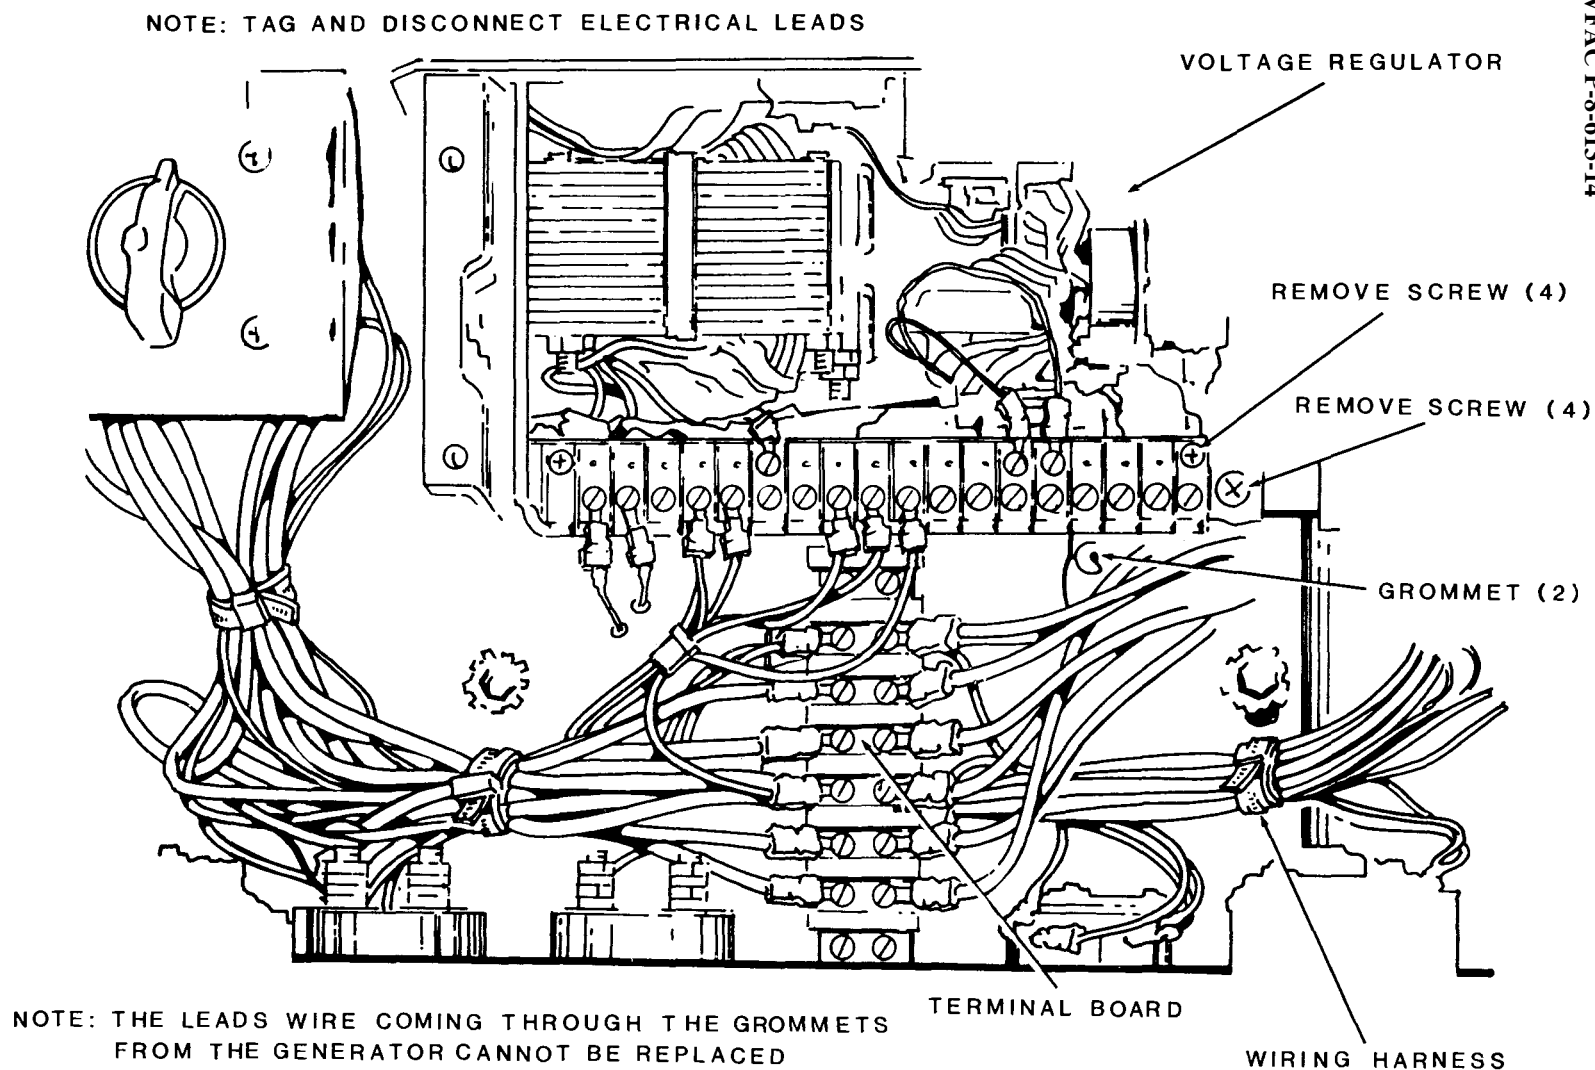 NOTE: TAG AND DISCONNECT ELECTRICAL LEADS
VOLTAGE REGULATOR
REMOVE SCREW (4)
REMOVE SCREW (4)
GROMMET (2)
TERMINAL BOARD
NOTE: THE LEADS WIRE COMING THROUGH THE GROMMETS
FROM THE GENERATOR CANNOT BE REPLACED
WIRING HARNESS